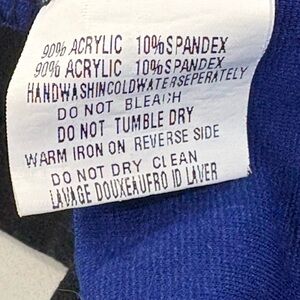 90% ACRYLIC 10%SPANDEX
90% ACRYLIC 10%SPANDEX
HANDWASHINCOLDWATERSEPERATELY
DO NOT BLEACH
DO NOT TUMBLE DRY
WARM IRON ON REVERSE SIDE
DO NOT DRY CLEAN
LAVAGE DOUXEAUFRO ID LAVER